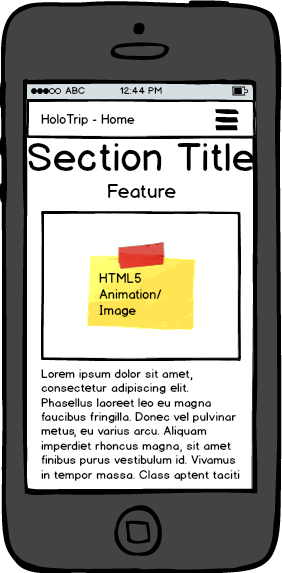 ABC 12:44 PM
HoloTrip - Home
Section Title
Feature
HTML5
Animation/
Image
Lorem ipsum dolor sit amet,
consectetur adipiscing elit.
Phasellus laoreet leo eu magna
faucibus fringilla. Donec vel pulvinar
metus, eu varius arcu. Aliquam
imperdiet rhoncus magna, sit amet
finibus purus vestibulum id. Vivamus
in tempor massa. Class aptent taciti